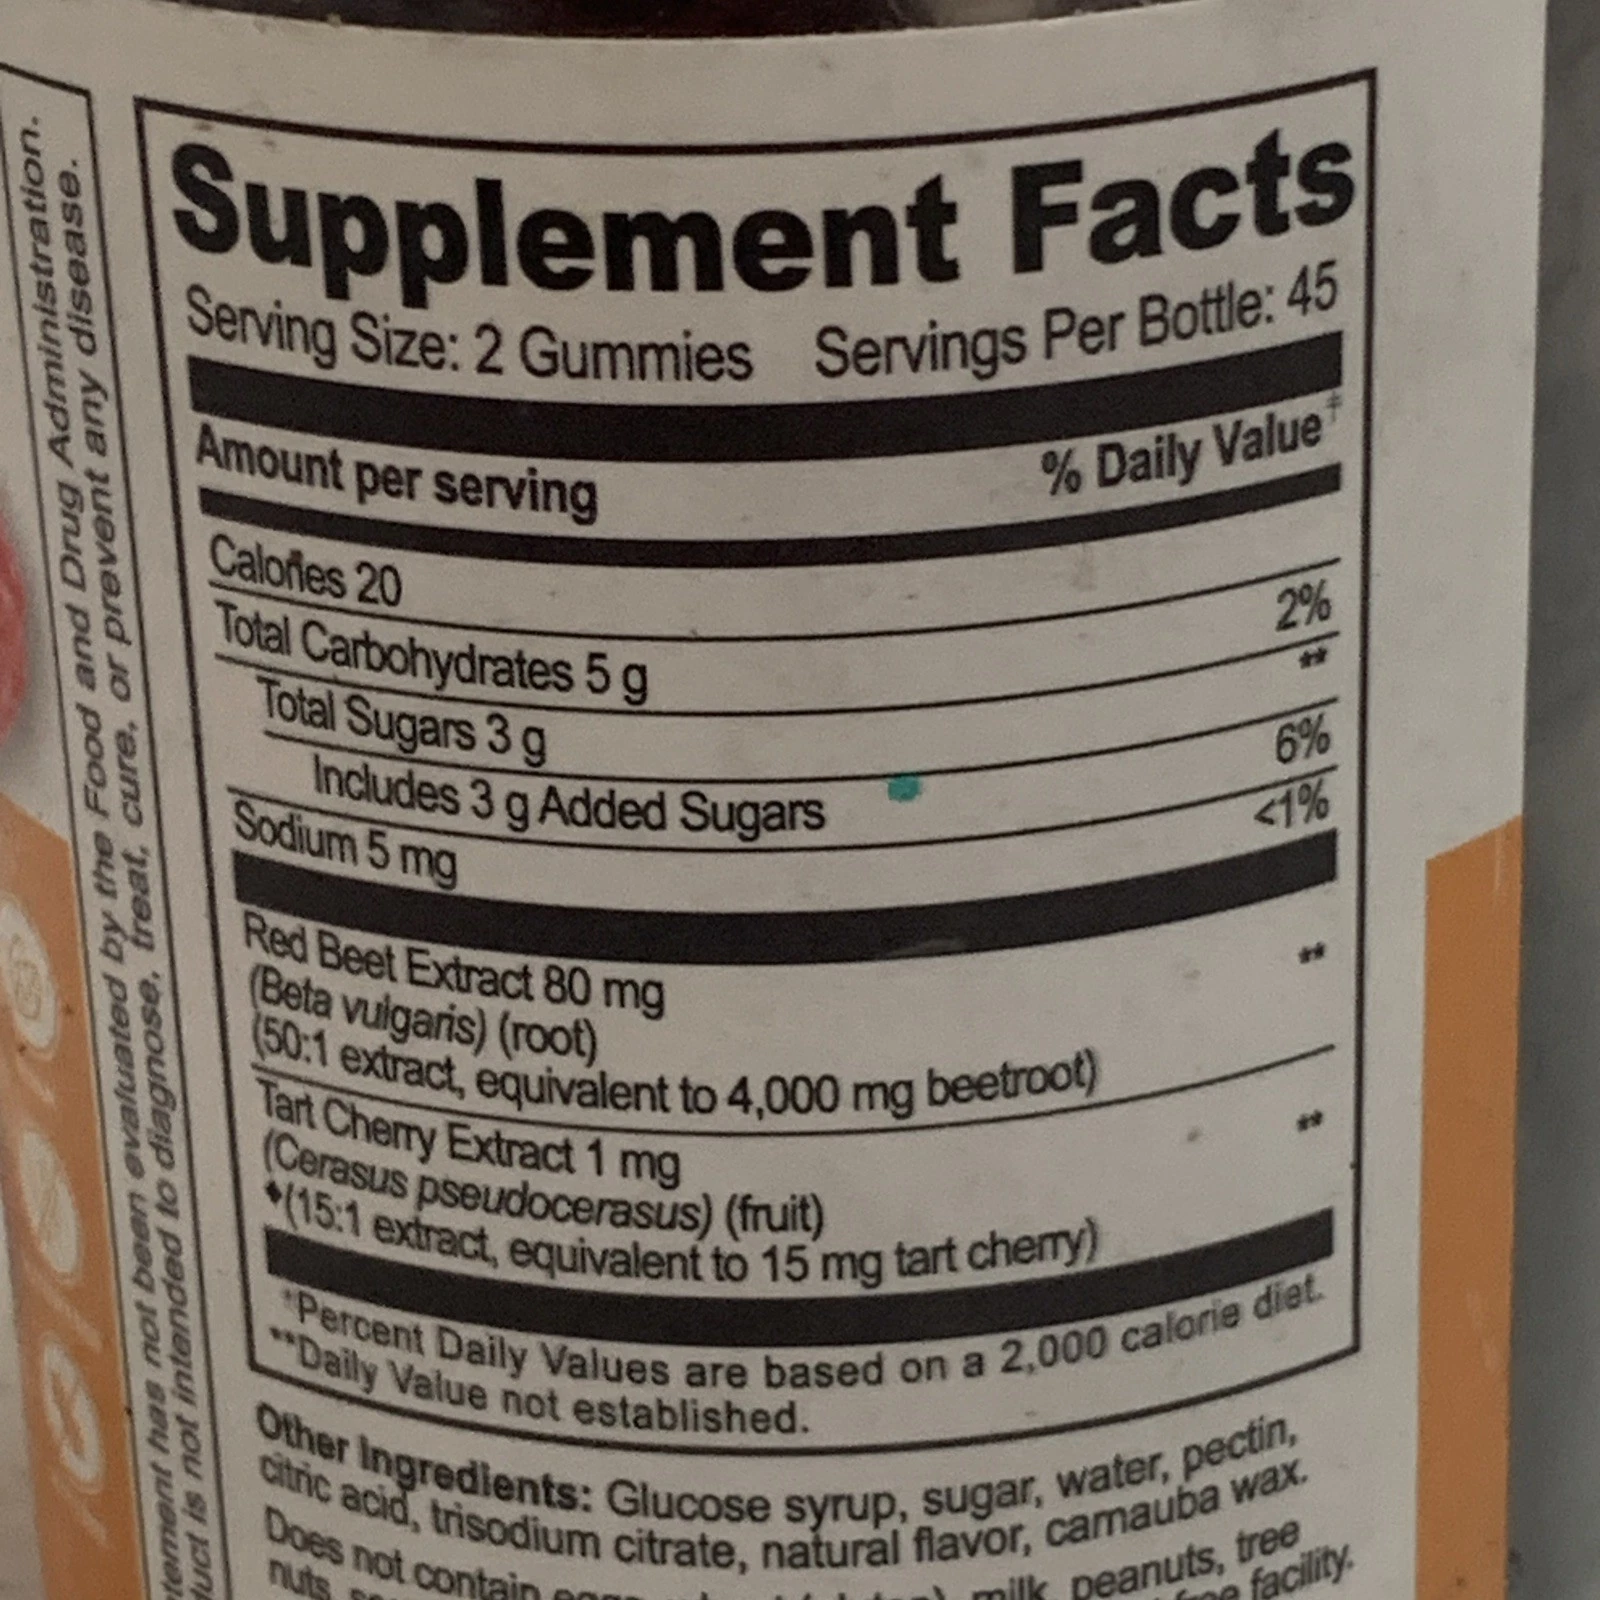 Supplement Facts
Serving Size: 2 Gummies Servings Per Bottle: 45
Amount per serving % Daily Value†
Calories 20
Total Carbohydrates 5 g 2%
Total Sugars 3 g **
Includes 3 g Added Sugars 6%
Sodium 5 mg <1%
Red Beet Extract 80 mg **
(Beta vulgaris) (root)
(50:1 extract, equivalent to 4,000 mg beetroot)
Tart Cherry Extract 1 mg **
(Cerasus pseudocerasus) (fruit)
(15:1 extract, equivalent to 15 mg tart cherry)
†Percent Daily Values are based on a 2,000 calorie diet.
**Daily Value not established.
Other Ingredients: Glucose syrup, sugar, water, pectin,
citric acid, trisodium citrate, natural flavor, carnauba wax.
Does not contain milk, peanuts, tree
nuts, facility.
has not been evaluated by the Food and Drug Administration.
is not intended to diagnose, treat, cure, or prevent any disease.